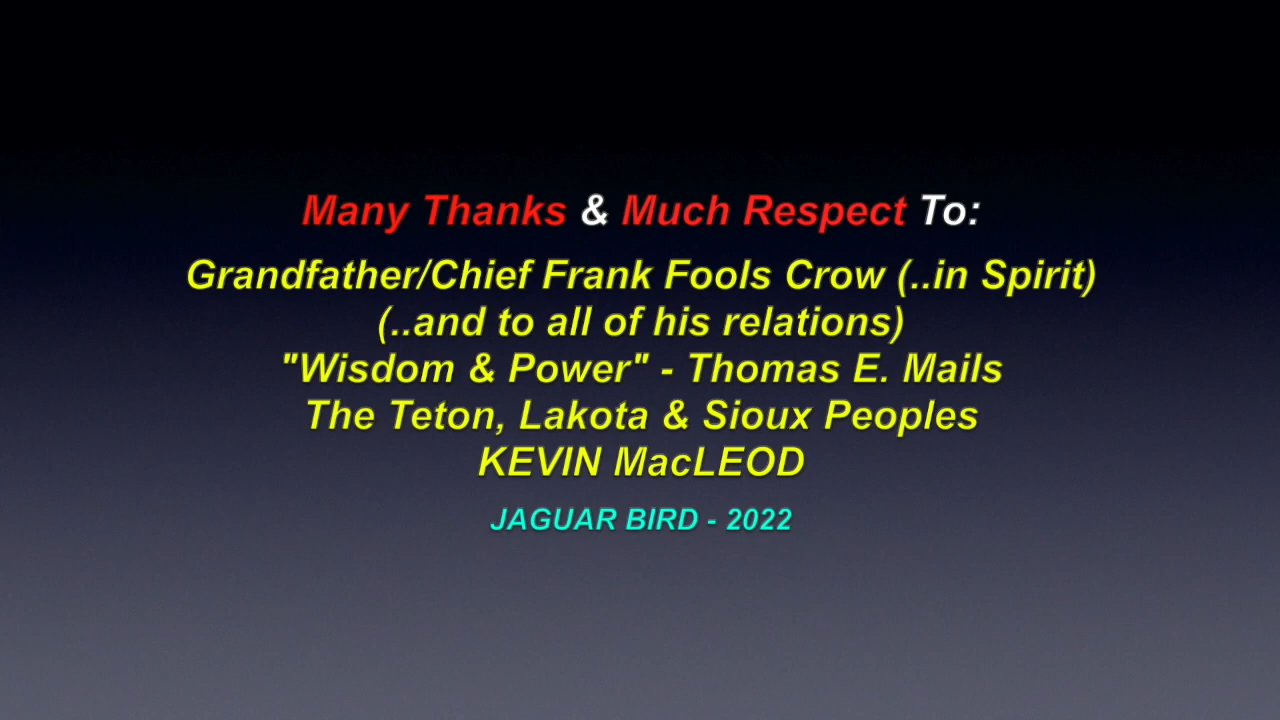 Many Thanks & Much Respect To:
Grandfather/Chief Frank Fools Crow (..in Spirit)
(..and to all of his relations)
"Wisdom & Power" - Thomas E. Mails
The Teton, Lakota & Sioux Peoples
KEVIN MacLEOD
JAGUAR BIRD - 2022